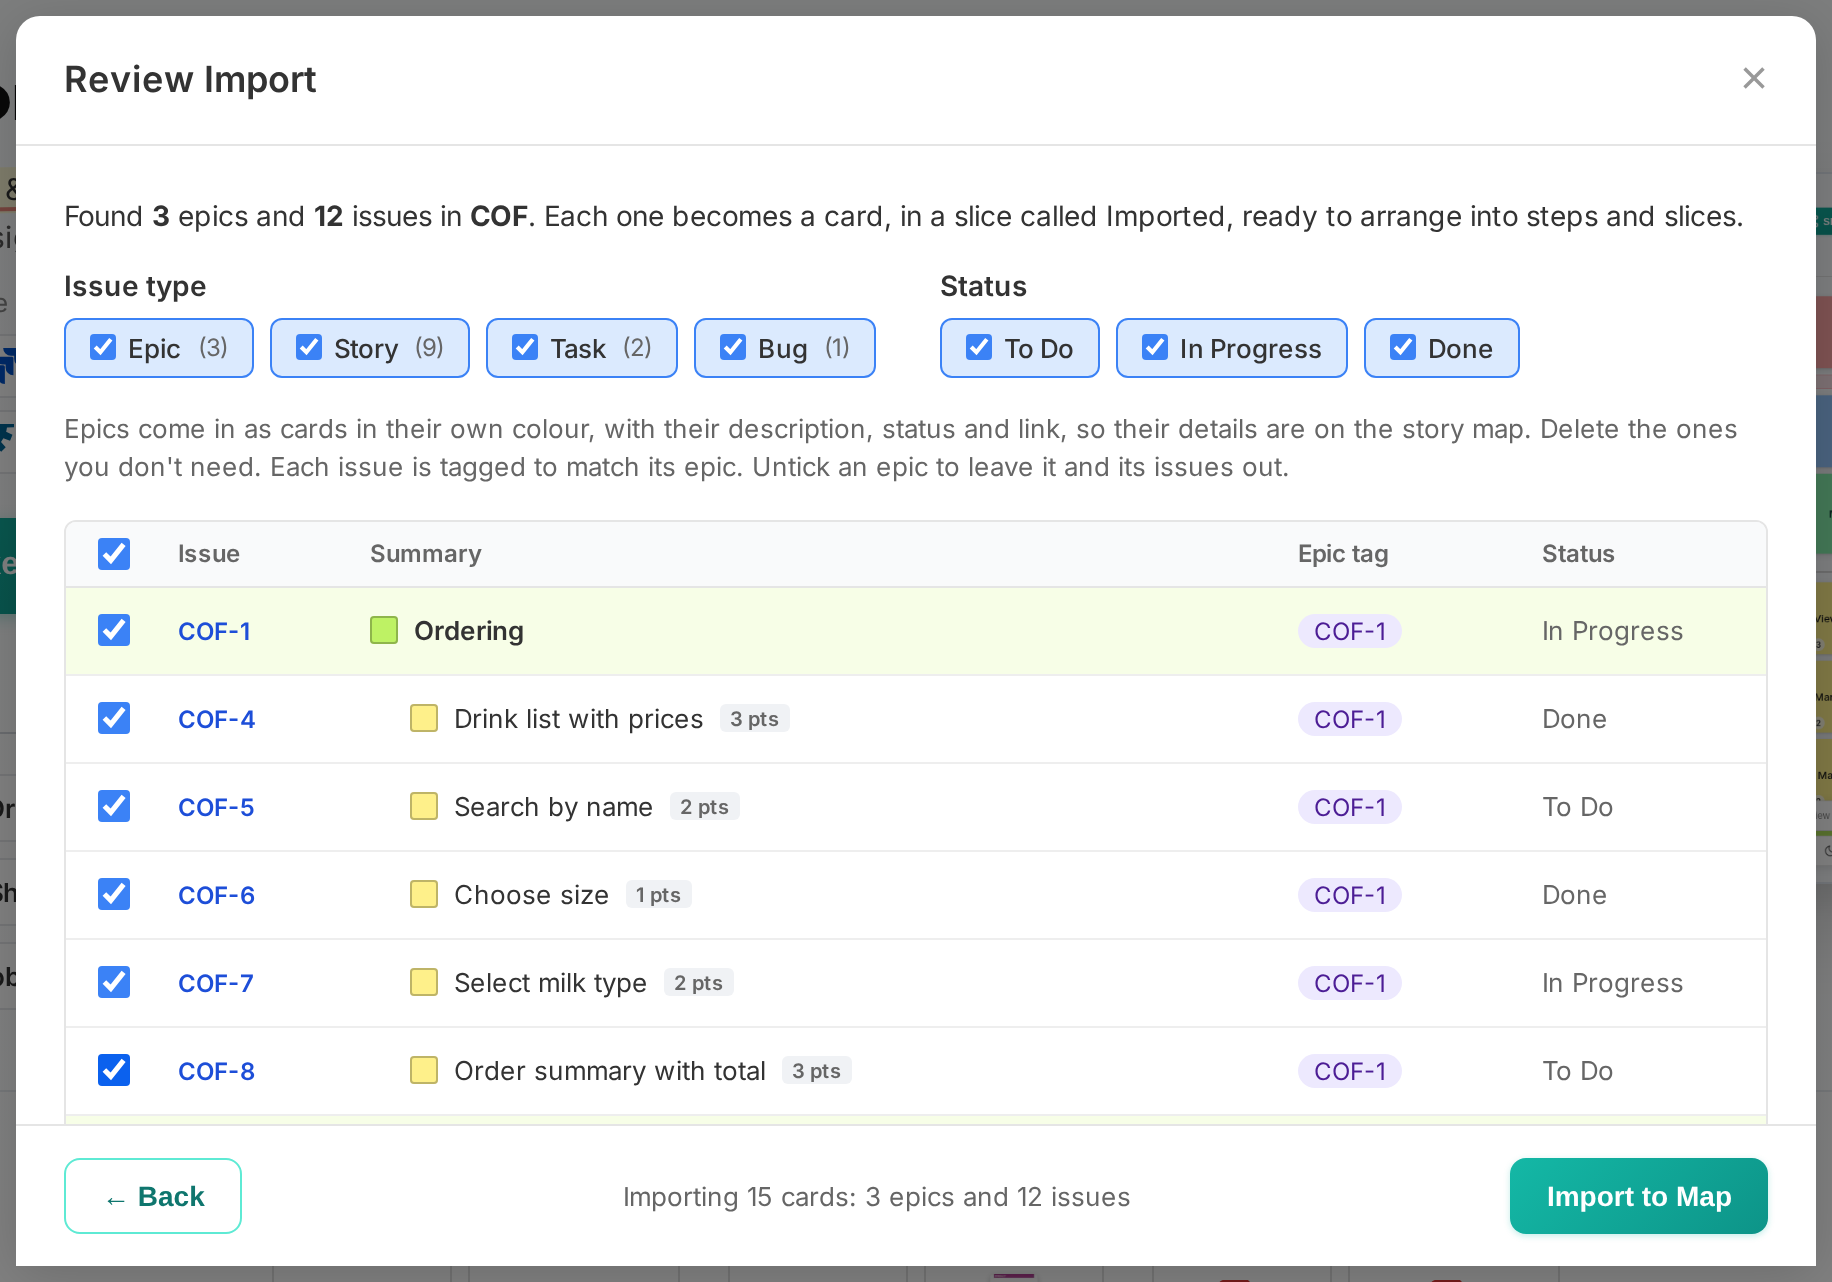 Review Import
Found 3 epics and 12 issues in COF. Each one becomes a card, in a slice called Imported, ready to arrange into steps and slices.
Issue type
Status
Epic (3) Story (9) Task (2) Bug (1) To Do In Progress Done
Epics come in as cards in their own colour, with their description, status and link, so their details are on the story map. Delete the ones
you don't need. Each issue is tagged to match its epic. Untick an epic to leave it and its issues out.
Issue Summary Epic tag Status
COF-1 Ordering COF-1 In Progress
COF-4 Drink list with prices 3 pts COF-1 Done
COF-5 Search by name 2 pts COF-1 To Do
COF-6 Choose size 1 pts COF-1 Done
COF-7 Select milk type 2 pts COF-1 In Progress
COF-8 Order summary with total 3 pts COF-1 To Do
← Back
Importing 15 cards: 3 epics and 12 issues
Import to Map